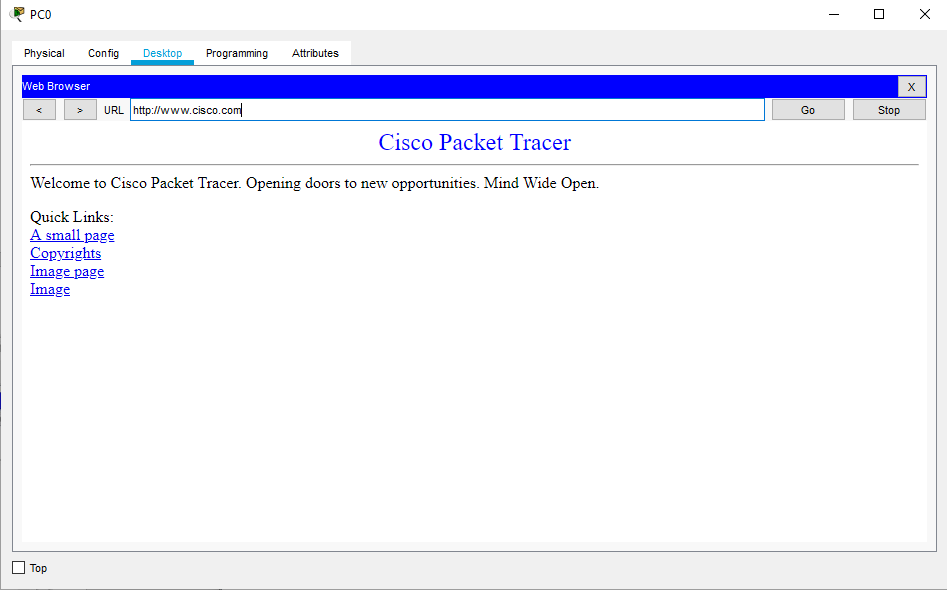 PC0
Physical Config Desktop Programming Attributes
Web Browser X
< > URL http://www.cisco.com Go Stop
Cisco Packet Tracer
Welcome to Cisco Packet Tracer. Opening doors to new opportunities. Mind Wide Open.
Quick Links:
A small page
Copyrights
Image page
Image
Top